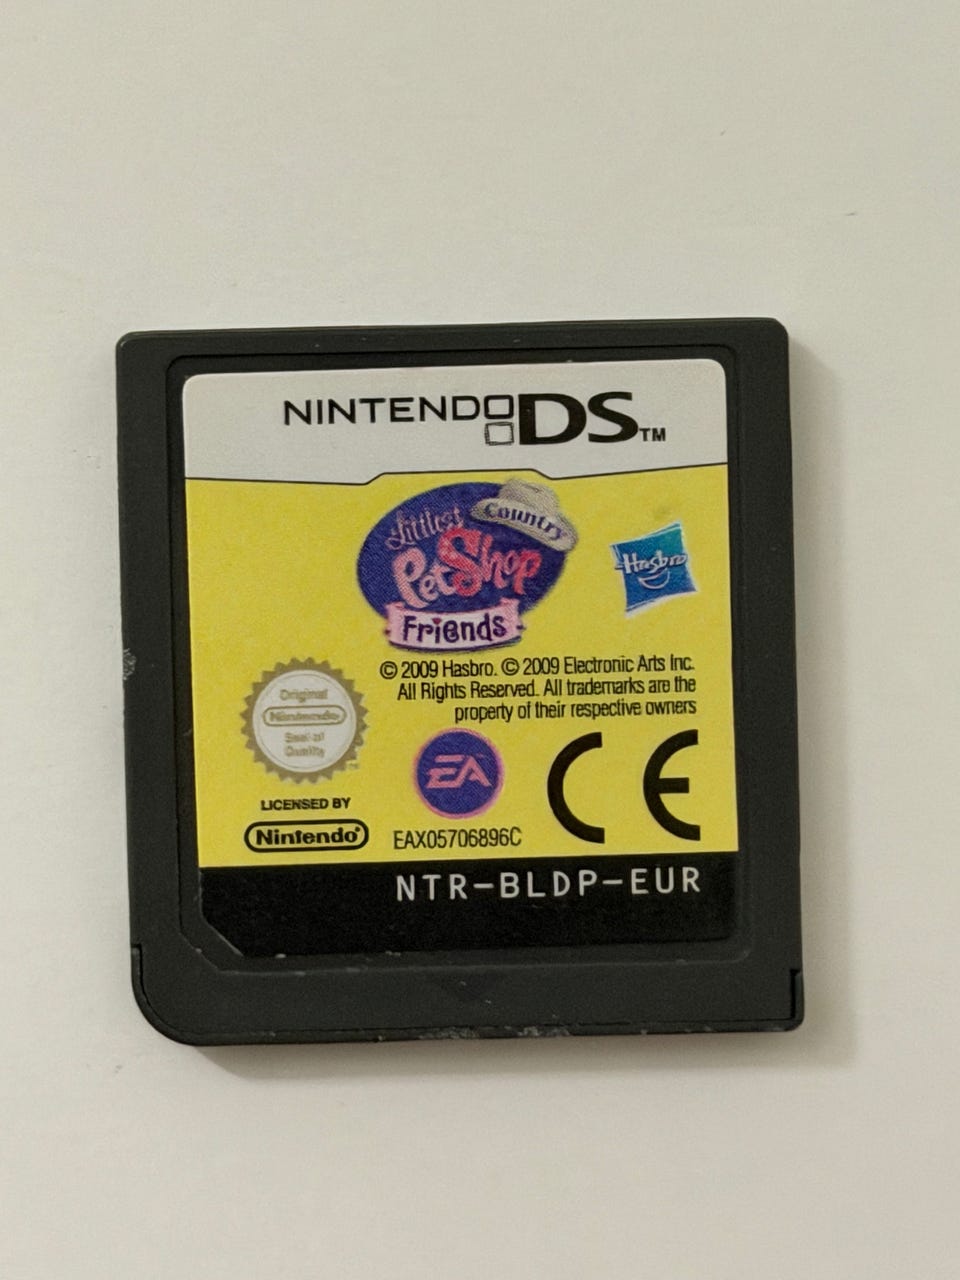 NINTENDO DS™
Littlest
Country
Pet Shop
Friends
Hasbro
© 2009 Hasbro. © 2009 Electronic Arts Inc.
All Rights Reserved. All trademarks are the
property of their respective owners
Original
Nintendo
Seal of
Quality
TM
EA
CE
LICENSED BY
Nintendo®
EAX05706896C
NTR-BLDP-EUR